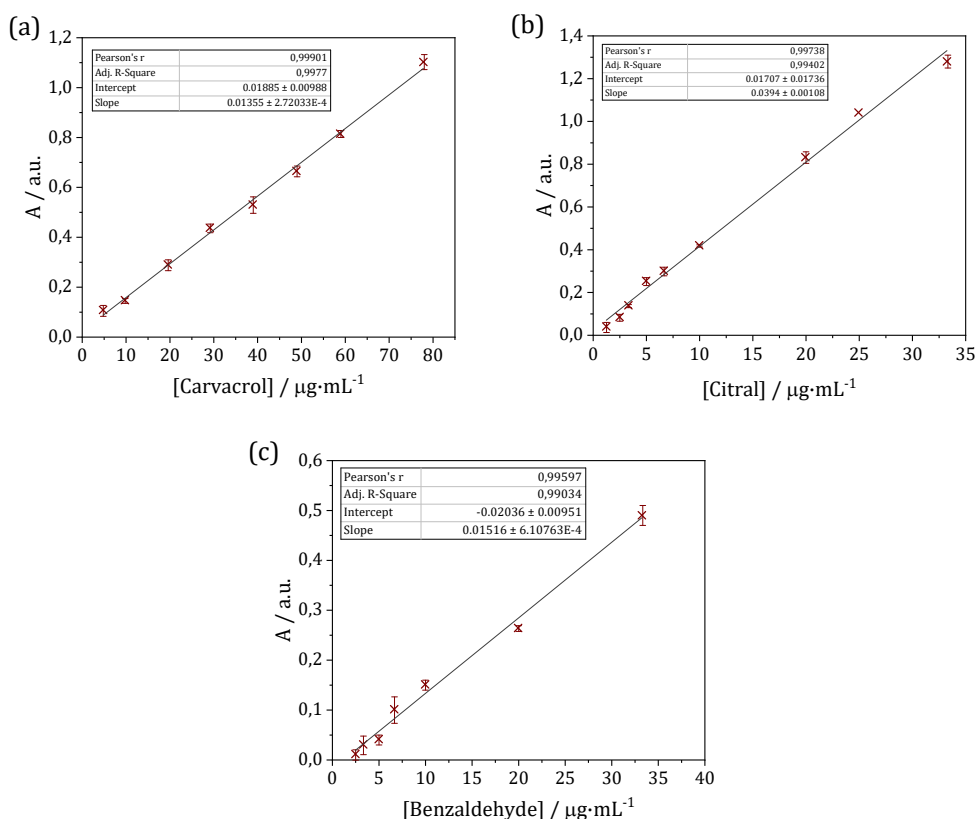 (a)
1,2
1,0
0,8
0,6
0,4
0,2
0,0
A / a.u.
Pearson's r 0,99901
Adj. R-Square 0,9977
Intercept 0.01885 ± 0.00988
Slope 0.01355 ± 2.72033E-4
0 10 20 30 40 50 60 70 80
[Carvacrol] / μg·mL⁻¹
(b)
1,4
1,2
1,0
0,8
0,6
0,4
0,2
0,0
A / a.u.
Pearson's r 0,99738
Adj. R-Square 0,99402
Intercept 0.01707 ± 0.01736
Slope 0.0394 ± 0.00108
0 5 10 15 20 25 30 35
[Citral] / μg·mL⁻¹
(c)
0,6
0,5
0,4
0,3
0,2
0,1
0,0
A / a.u.
Pearson's r 0,99597
Adj. R-Square 0,99034
Intercept -0.02036 ± 0.00951
Slope 0.01516 ± 6.10763E-4
0 5 10 15 20 25 30 35 40
[Benzaldehyde] / μg·mL⁻¹